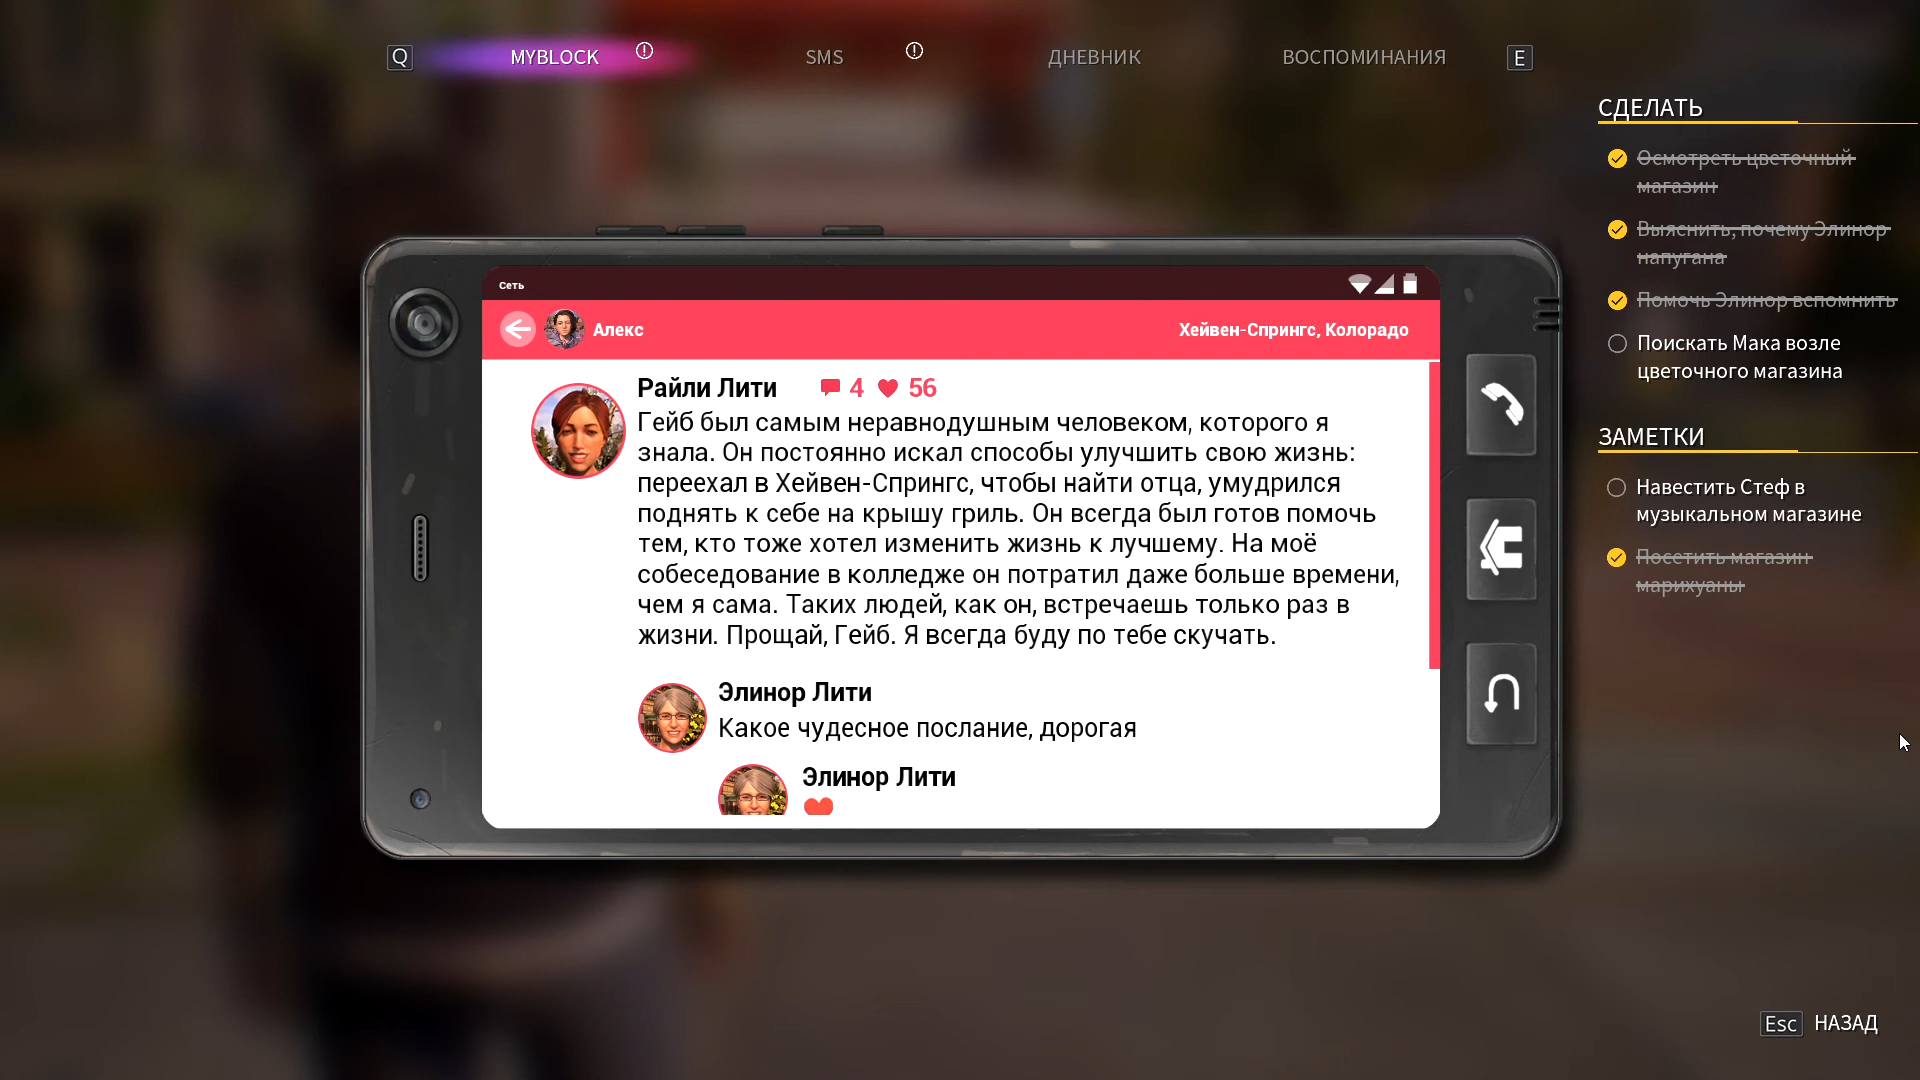 Q MYBLOCK SMS ДНЕВНИК ВОСПОМИНАНИЯ E
СДЕЛАТЬ
Осмотреть цветочный
магазин
Выяснить, почему Элинор
напугана
Помочь Элинор вспомнить
Поискать Мака возле
цветочного магазина
ЗАМЕТКИ
Навестить Стеф в
музыкальном магазине
Посетить магазин
марихуаны
Сеть
Алекс Хейвен-Спрингс, Колорадо
Райли Лити 4 56
Гейб был самым неравнодушным человеком, которого я
знала. Он постоянно искал способы улучшить свою жизнь:
переехал в Хейвен-Спрингс, чтобы найти отца, умудрился
поднять к себе на крышу гриль. Он всегда был готов помочь
тем, кто тоже хотел изменить жизнь к лучшему. На моё
собеседование в колледже он потратил даже больше времени,
чем я сама. Таких людей, как он, встречаешь только раз в
жизни. Прощай, Гейб. Я всегда буду по тебе скучать.
Элинор Лити
Какое чудесное послание, дорогая
Элинор Лити
Esc НАЗАД